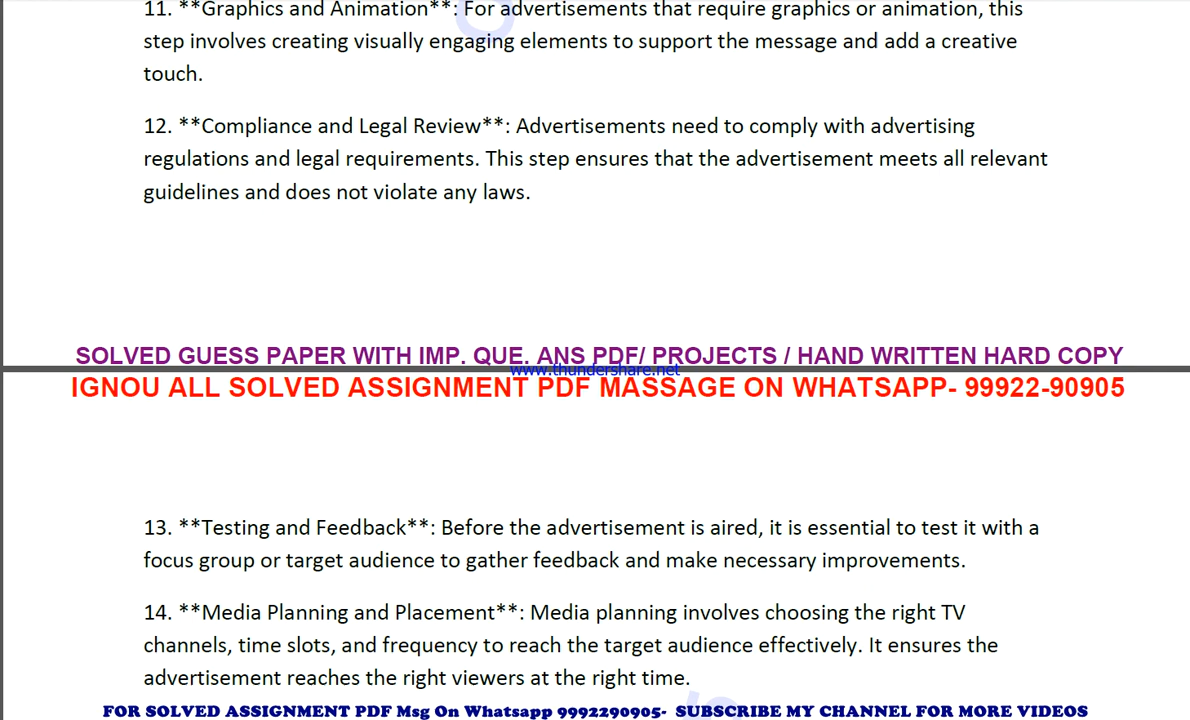 11. **Graphics and Animation**: For advertisements that require graphics or animation, this
step involves creating visually engaging elements to support the message and add a creative
touch.
12. **Compliance and Legal Review**: Advertisements need to comply with advertising
regulations and legal requirements. This step ensures that the advertisement meets all relevant
guidelines and does not violate any laws.
SOLVED GUESS PAPER WITH IMP. QUE. ANS PDF/ PROJECTS / HAND WRITTEN HARD COPY
www.thundershare.net
IGNOU ALL SOLVED ASSIGNMENT PDF MASSAGE ON WHATSAPP- 99922-90905
13. **Testing and Feedback**: Before the advertisement is aired, it is essential to test it with a
focus group or target audience to gather feedback and make necessary improvements.
14. **Media Planning and Placement**: Media planning involves choosing the right TV
channels, time slots, and frequency to reach the target audience effectively. It ensures the
advertisement reaches the right viewers at the right time.
FOR SOLVED ASSIGNMENT PDF Msg On Whatsapp 9992290905- SUBSCRIBE MY CHANNEL FOR MORE VIDEOS